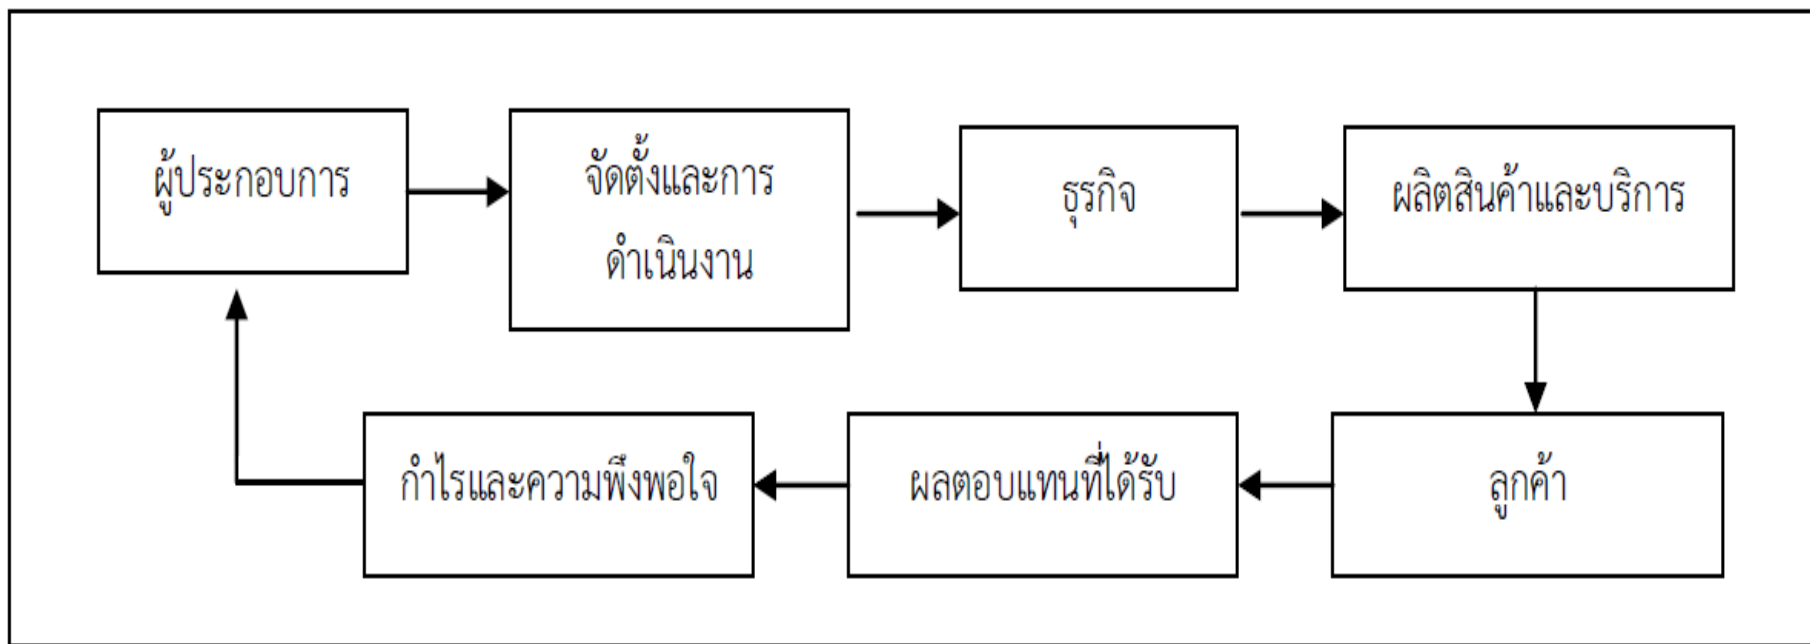 ผู้ประกอบการ
จัดตั้งและการ
ดำเนินงาน
ธุรกิจ
ผลิตสินค้าและบริการ
กำไรและความพึงพอใจ
ผลตอบแทนที่ได้รับ
ลูกค้า